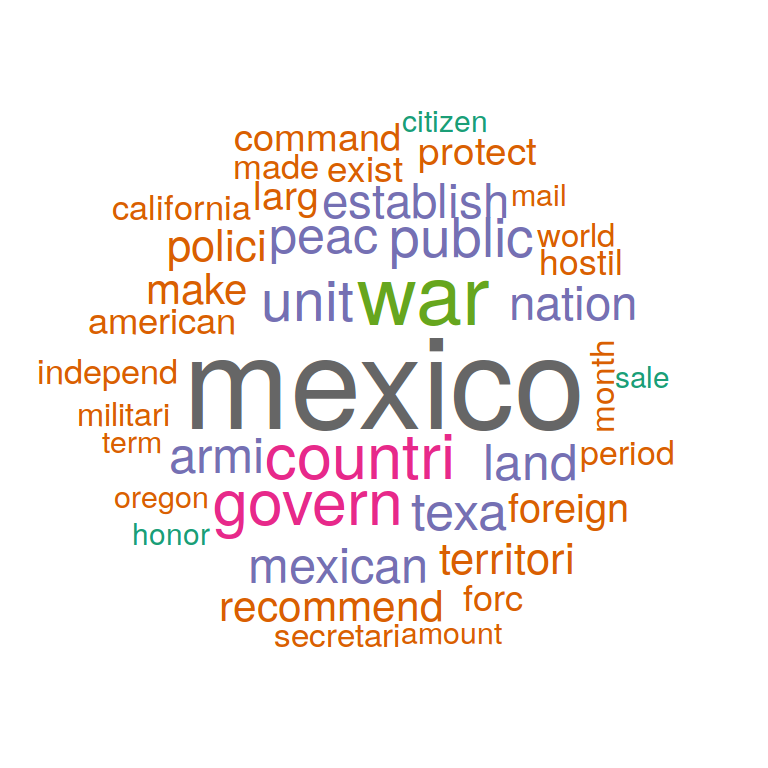 citizen
command
protect
made exist
larg establish mail
california
polici peac public world
hostil
make unit war nation
american
mexico
independ
month
sale
militari
term armi countri land period
oregon govern texa foreign
honor
mexican territori
recommend forc
secretari amount